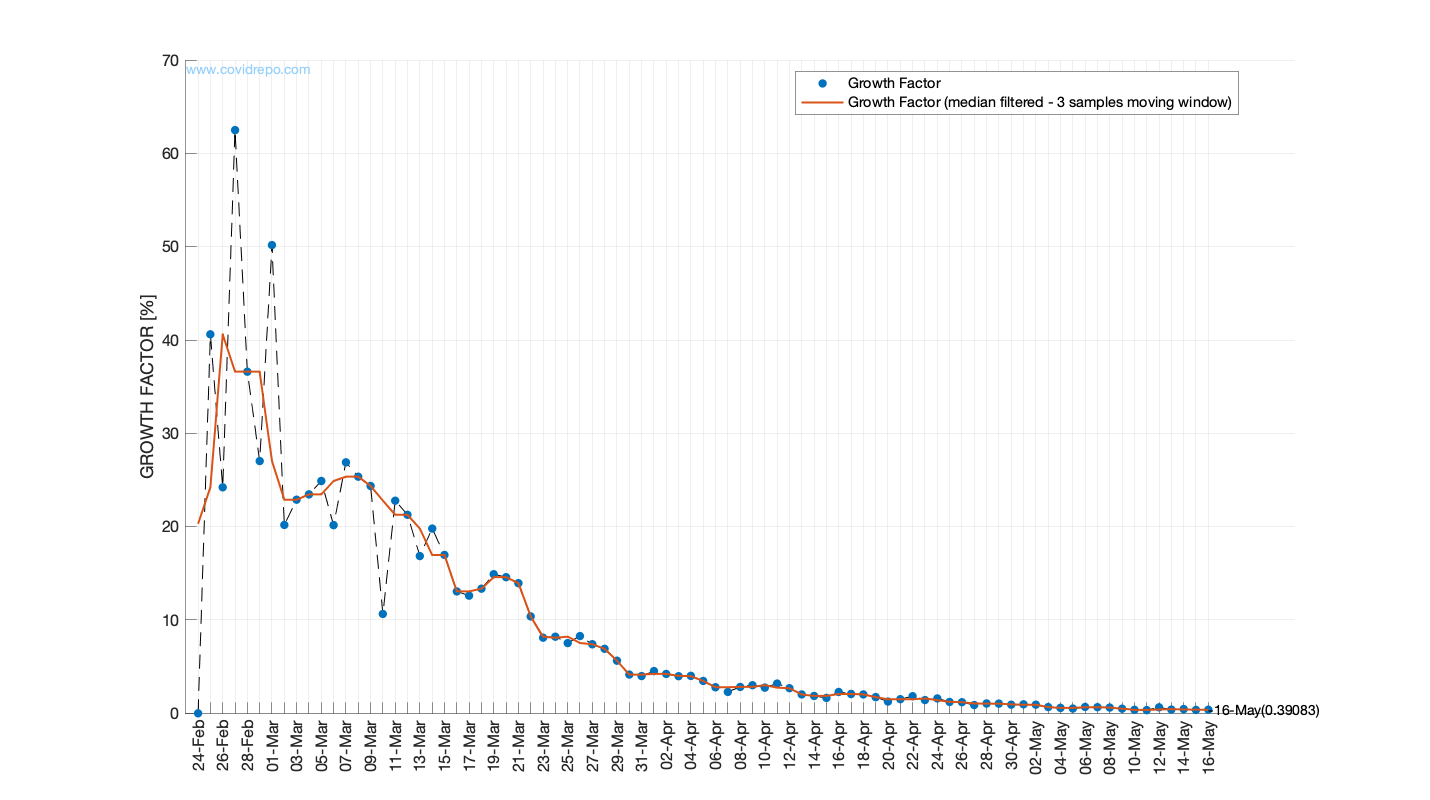 www.covidrepo.com
Growth Factor
Growth Factor (median filtered - 3 samples moving window)
GROWTH FACTOR [%]
70
60
50
40
30
20
10
0
16-May(0.39083)
24-Feb
26-Feb
28-Feb
01-Mar
03-Mar
05-Mar
07-Mar
09-Mar
11-Mar
13-Mar
15-Mar
17-Mar
19-Mar
21-Mar
23-Mar
25-Mar
27-Mar
29-Mar
31-Mar
02-Apr
04-Apr
06-Apr
08-Apr
10-Apr
12-Apr
14-Apr
16-Apr
18-Apr
20-Apr
22-Apr
24-Apr
26-Apr
28-Apr
30-Apr
02-May
04-May
06-May
08-May
10-May
12-May
14-May
16-May